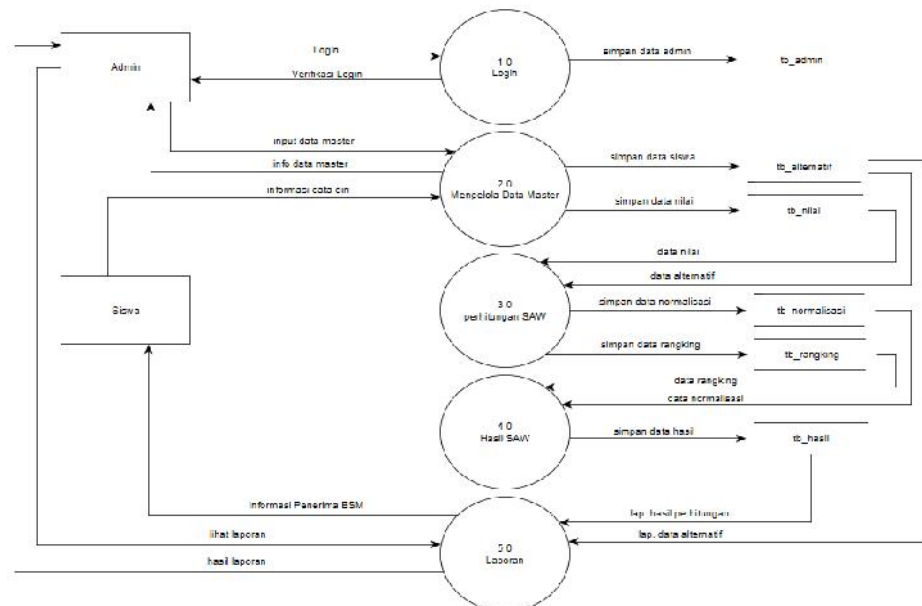 Login
1.0
Login
simpan data admin
tb_admin
Admin
Verifikasi Login
input data master
info data master
simpan data siswa
tb_alternatif
2.0
Mengelola Data Master
informasi data diri
simpan data nilai
tb_nilai
data nilai
data alternatif
Siswa
3.0
perhitungan SAW
simpan data normalisasi
tb_normalisasi
simpan data rangking
tb_rangking
data rangking
data normalisasi
4.0
Hasil SAW
simpan data hasil
tb_hasil
Informasi Penerima BSM
lap. hasil perhitungan
lihat laporan
5.0
Laporan
lap. data alternatif
hasil laporan